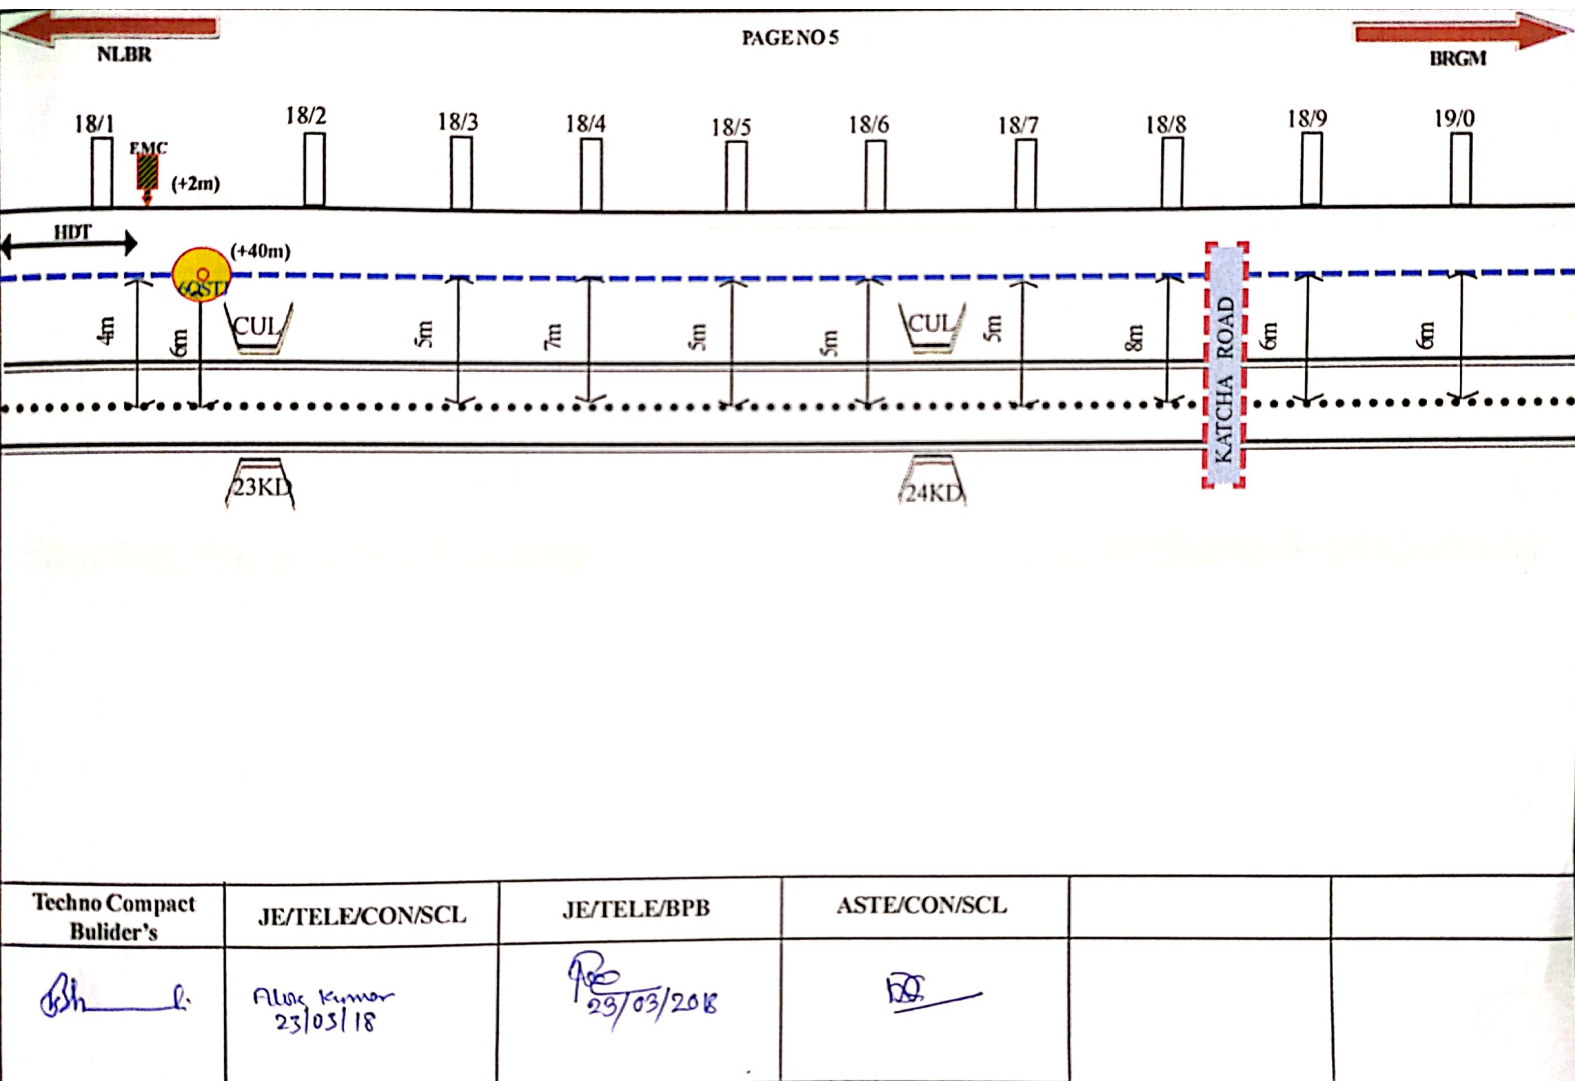 PAGE NO 5
NLBR
BRGM
18/1
18/2
18/3
18/4
18/5
18/6
18/7
18/8
18/9
19/0
EMC
(+2m)
HDT
(+40m)
4m
6m
CUL
5m
7m
5m
5m
CUL
5m
8m
KATCHA ROAD
6m
6m
23KD
24KD
Techno Compact
Bulider's
JE/TELE/CON/SCL
JE/TELE/BPB
ASTE/CON/SCL
Alok Kumar
23/03/18
23/03/2018